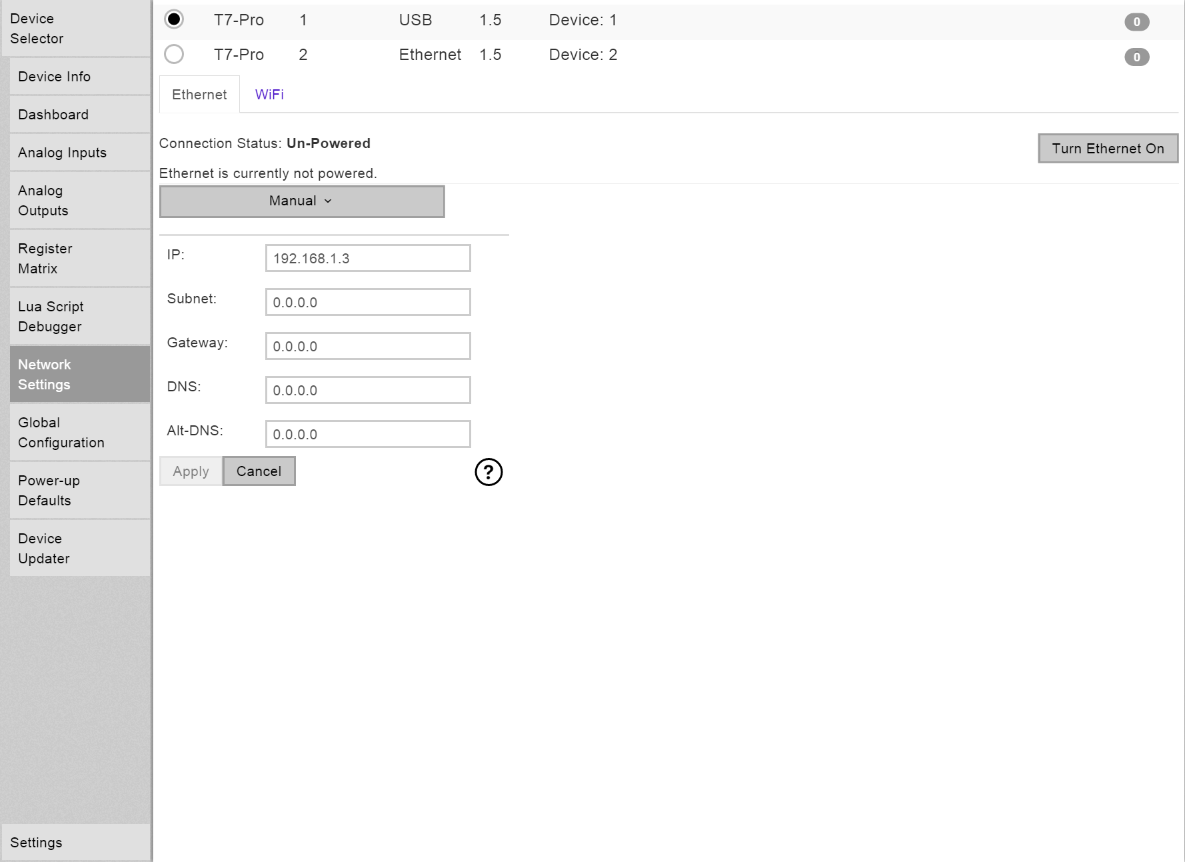 Device
Selector
Device Info
Dashboard
Analog Inputs
Analog
Outputs
Register
Matrix
Lua Script
Debugger
Network
Settings
Global
Configuration
Power-up
Defaults
Device
Updater
Settings
T7-Pro 1 USB 1.5 Device: 1 0
T7-Pro 2 Ethernet 1.5 Device: 2 0
Ethernet WiFi
Connection Status: Un-Powered
Turn Ethernet On
Ethernet is currently not powered.
Manual
IP: 192.168.1.3
Subnet: 0.0.0.0
Gateway: 0.0.0.0
DNS: 0.0.0.0
Alt-DNS: 0.0.0.0
Apply Cancel ?